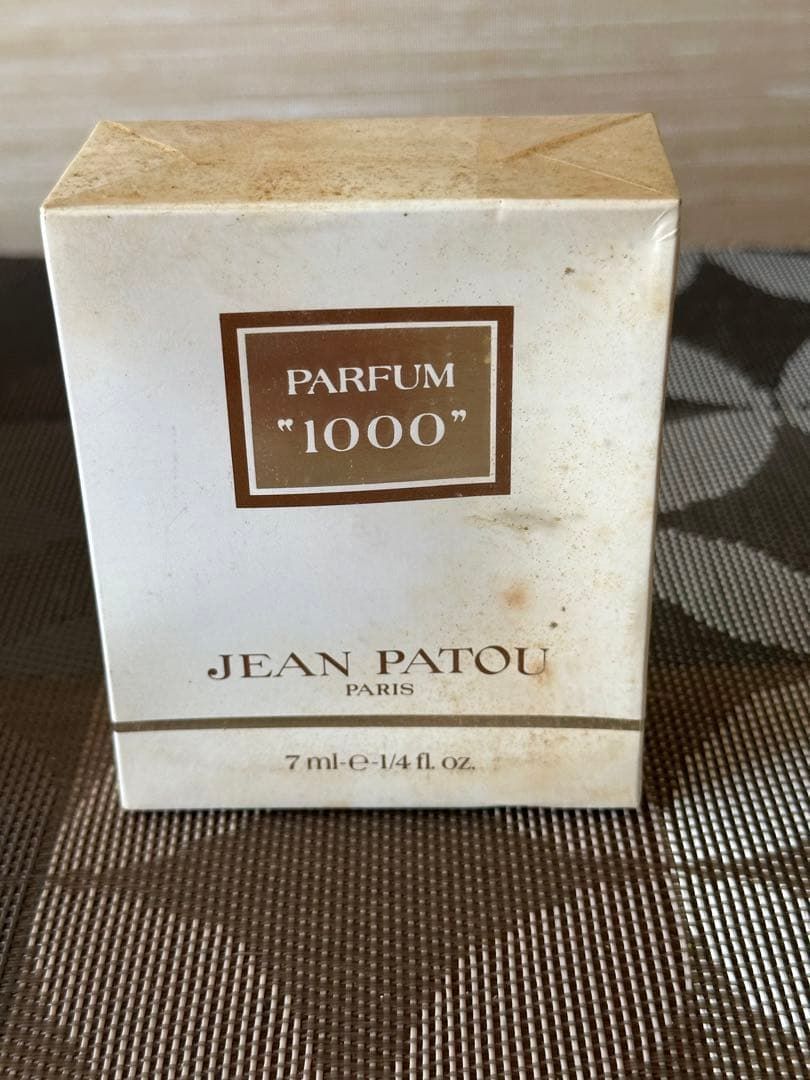 PARFUM
"1000"
JEAN PATOU
PARIS
7 ml-e-1/4 fl. oz.